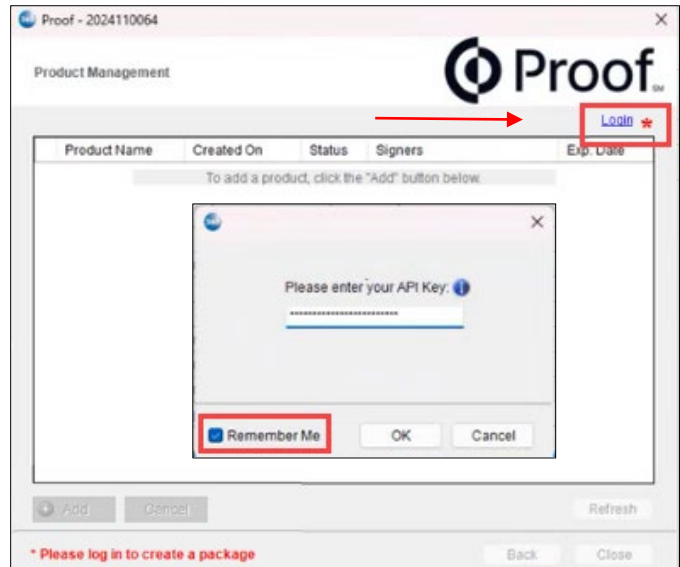 Proof - 2024110064
Product Management
Proof
SM
Login *
Product Name Created On Status Signers Exp. Date
To add a product, click the "Add" button below.
Please enter your API Key:
Remember Me OK Cancel
Add Cancel Refresh
* Please log in to create a package
Back Close